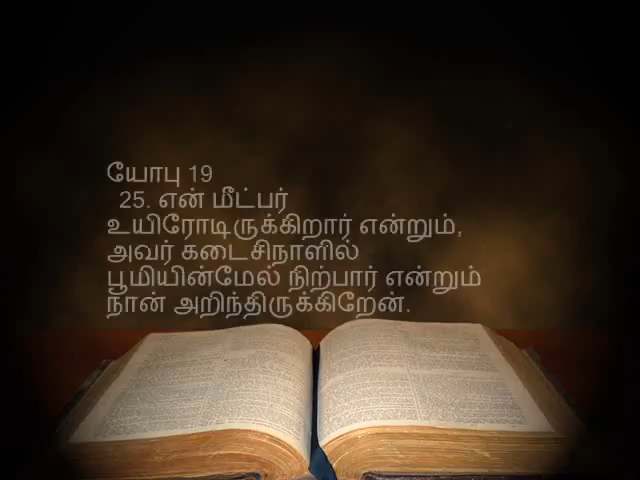 யோபு 19
25. என் மீட்பர்
உயிரோடிருக்கிறார் என்றும்,
அவர் கடைசிநாளில்
பூமியின்மேல் நிற்பார் என்றும்
நான் அறிந்திருக்கிறேன்.